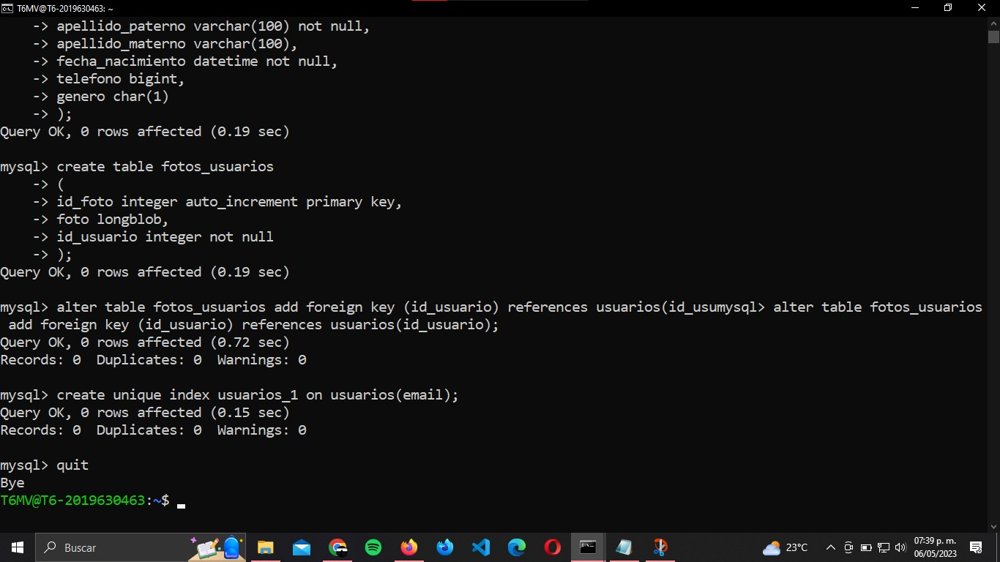 T6MV@T6-2019630463: ~
    -> apellido_paterno varchar(100) not null,
    -> apellido_materno varchar(100),
    -> fecha_nacimiento datetime not null,
    -> telefono bigint,
    -> genero char(1)
    -> );
Query OK, 0 rows affected (0.19 sec)
mysql> create table fotos_usuarios
    -> (
    -> id_foto integer auto_increment primary key,
    -> foto longblob,
    -> id_usuario integer not null
    -> );
Query OK, 0 rows affected (0.19 sec)
mysql> alter table fotos_usuarios add foreign key (id_usuario) references usuarios(id_usumysql> alter table fotos_usuarios
 add foreign key (id_usuario) references usuarios(id_usuario);
Query OK, 0 rows affected (0.72 sec)
Records: 0  Duplicates: 0  Warnings: 0
mysql> create unique index usuarios_1 on usuarios(email);
Query OK, 0 rows affected (0.15 sec)
Records: 0  Duplicates: 0  Warnings: 0
mysql> quit
Bye
T6MV@T6-2019630463:~$
Buscar
23°C
07:39 p. m.
06/05/2023